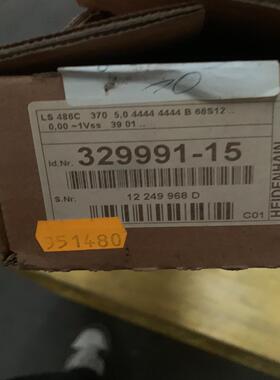 LS 486C 370 5,0 4444 4444 B 66S12 ..
0,00 ~1Vss 39 01 ..
Id.Nr. 329991-15
S.Nr. 12 249 968 D
C01
HEIDENHAIN
351480